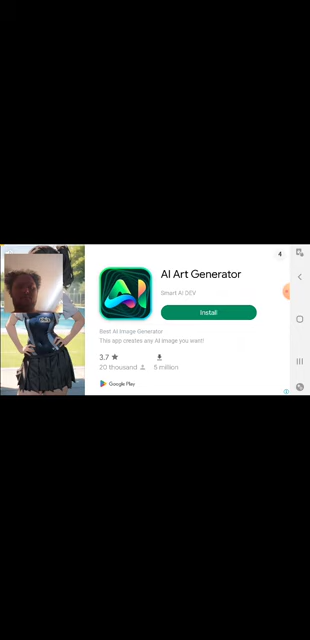 AI Art Generator
Smart AI DEV.
Install
Best AI Image Generator
This app creates any AI image you want!
3.7
20 thousand
5 million
Google Play